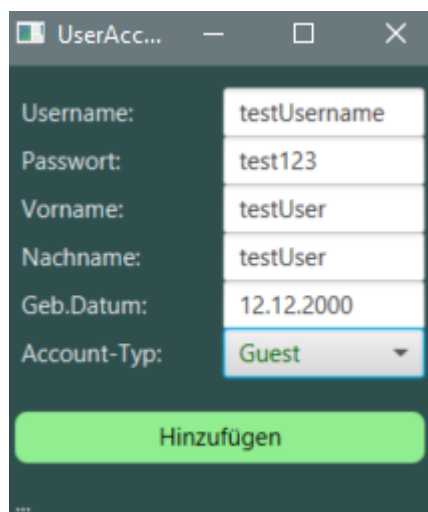 UserAcc...
Username: testUsername
Passwort: test123
Vorname: testUser
Nachname: testUser
Geb.Datum: 12.12.2000
Account-Typ: Guest
Hinzufügen
...